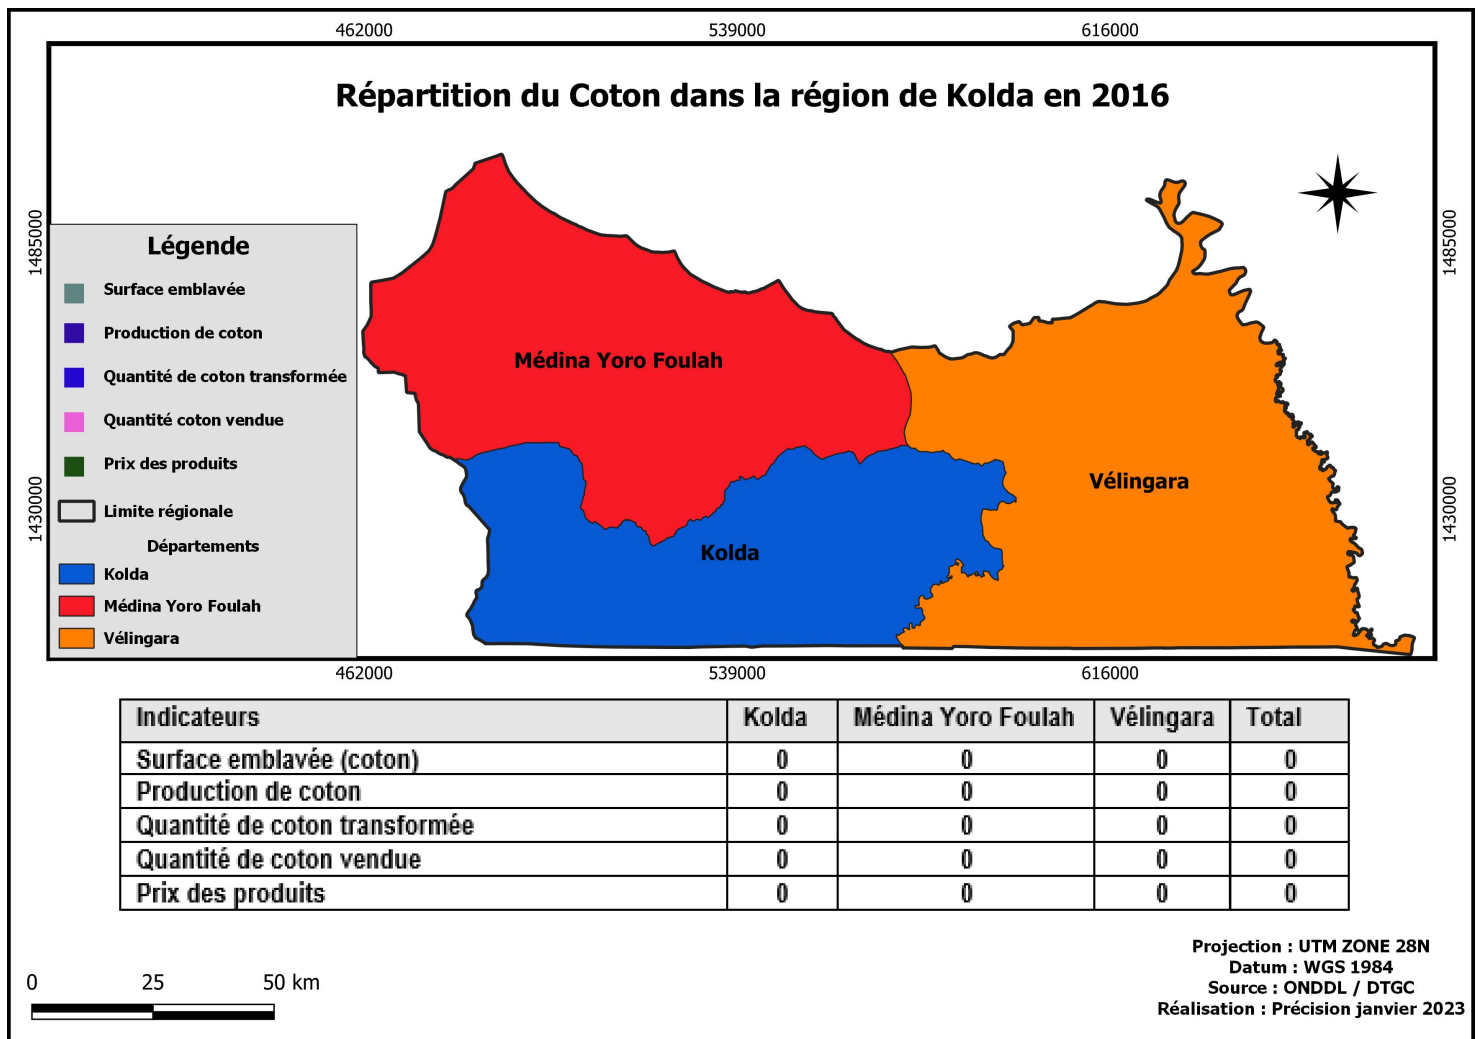 462000 539000 616000
Répartition du Coton dans la région de Kolda en 2016
1485000 1485000
Légende
Surface emblavée
Production de coton
Quantité de coton transformée
Quantité coton vendue
Prix des produits
Limite régionale
Départements
Kolda
Médina Yoro Foulah
Vélingara
Médina Yoro Foulah
Vélingara
Kolda
1430000 1430000
462000 539000 616000
Indicateurs Kolda Médina Yoro Foulah Vélingara Total
Surface emblavée (coton) 0 0 0 0
Production de coton 0 0 0 0
Quantité de coton transformée 0 0 0 0
Quantité de coton vendue 0 0 0 0
Prix des produits 0 0 0 0
0 25 50 km
Projection : UTM ZONE 28N
Datum : WGS 1984
Source : ONDDL / DTGC
Réalisation : Précision janvier 2023